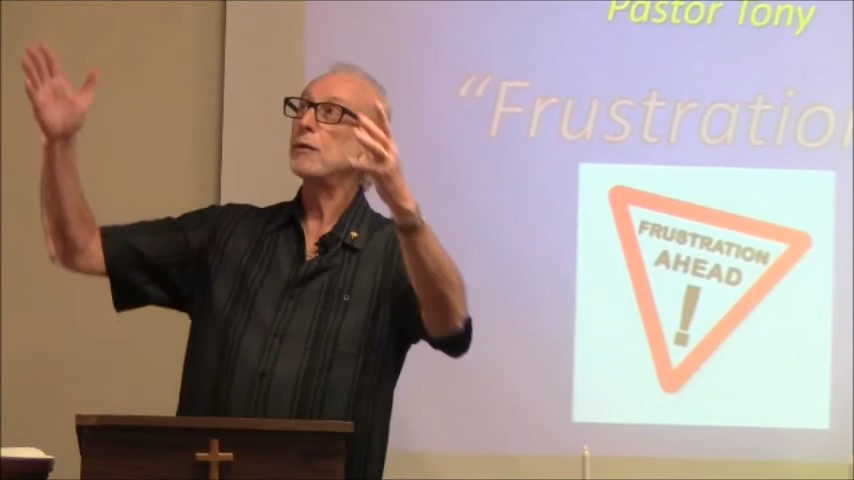 Pastor Tony
“Frustration
FRUSTRATION
AHEAD
!